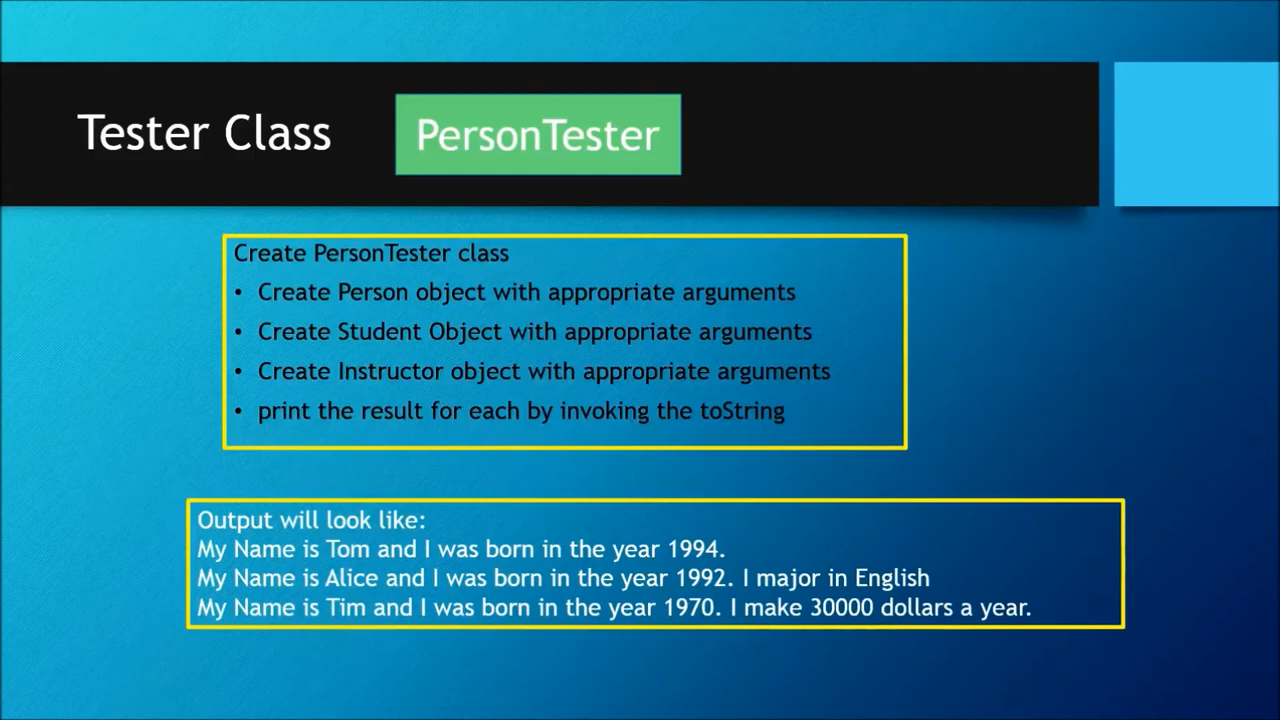 Tester Class
PersonTester
Create PersonTester class
• Create Person object with appropriate arguments
• Create Student Object with appropriate arguments
• Create Instructor object with appropriate arguments
• print the result for each by invoking the toString
Output will look like:
My Name is Tom and I was born in the year 1994.
My Name is Alice and I was born in the year 1992. I major in English
My Name is Tim and I was born in the year 1970. I make 30000 dollars a year.